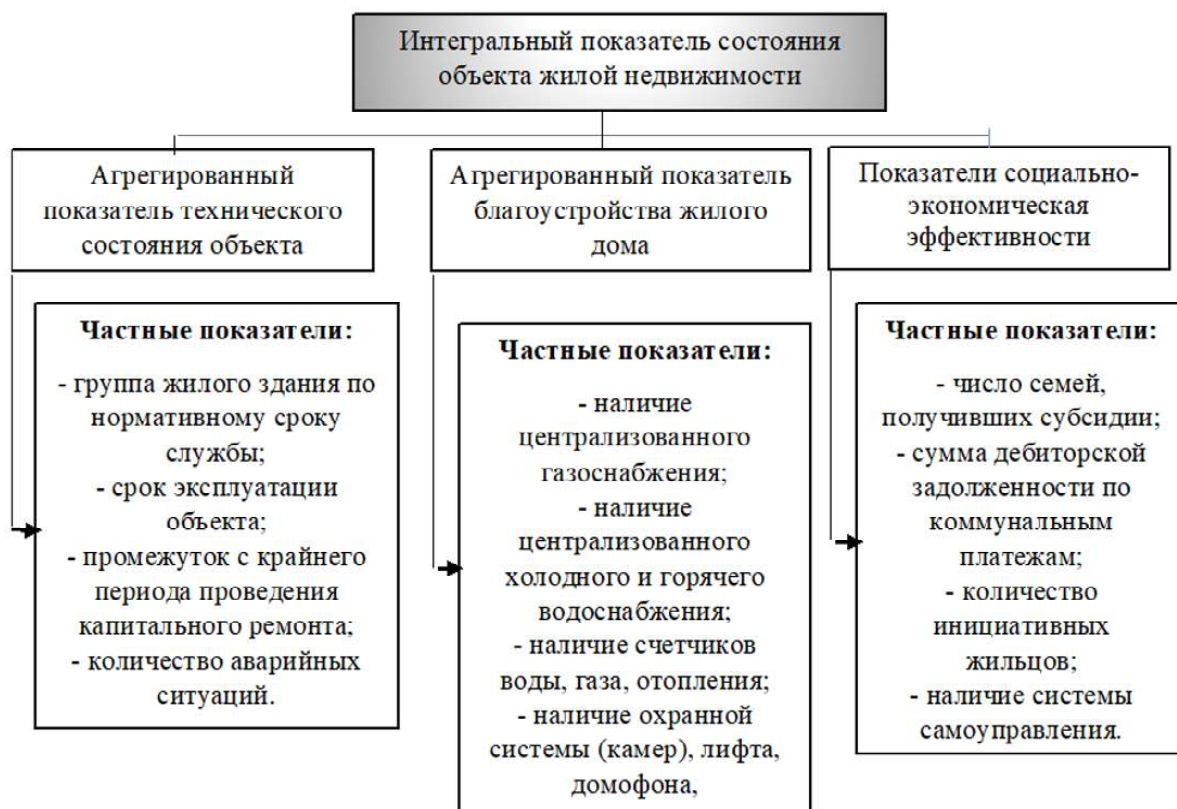 Интегральный показатель состояния
объекта жилой недвижимости
Агрегированный
показатель технического
состояния объекта
Агрегированный показатель
благоустройства жилого
дома
Показатели социально-
экономическая
эффективности
Частные показатели:
- группа жилого здания по
нормативному сроку
службы;
- срок эксплуатации
объекта;
- промежуток с крайнего
периода проведения
капитального ремонта;
- количество аварийных
ситуаций.
Частные показатели:
- наличие
централизованного
газоснабжения;
- наличие
централизованного
холодного и горячего
водоснабжения;
- наличие счетчиков
воды, газа, отопления;
- наличие охранной
системы (камер), лифта,
домофона,
Частные показатели:
- число семей,
получивших субсидии;
- сумма дебиторской
задолженности по
коммунальным
платежам;
- количество
инициативных
жильцов;
- наличие системы
самоуправления.